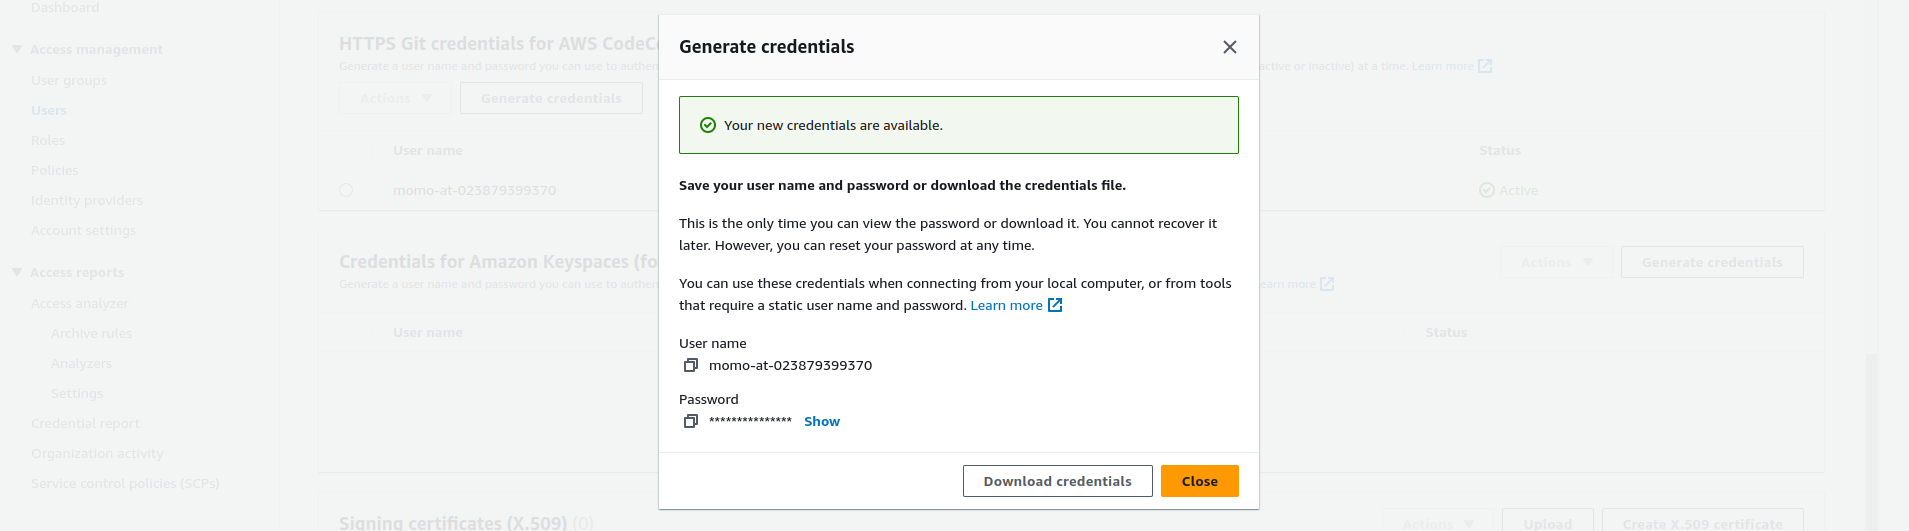 Dashboard
Access management
User groups
Users
Roles
Policies
Identity providers
Account settings
Access reports
Access analyzer
Archive rules
Analyzers
Settings
Credential report
Organization activity
Service control policies (SCPs)
HTTPS Git credentials for AWS CodeCo
Generate a user name and password you can use to authen
active or inactive) at a time. Learn more
Actions
Generate credentials
User name
Status
momo-at-023879399370
Active
Credentials for Amazon Keyspaces (fo
Actions
Generate credentials
Generate a user name and password you can use to authen
earn more
User name
Status
Signing certificates (X.509) (0)
Actions
Upload
Create X.509 certificate
Generate credentials
Your new credentials are available.
Save your user name and password or download the credentials file.
This is the only time you can view the password or download it. You cannot recover it
later. However, you can reset your password at any time.
You can use these credentials when connecting from your local computer, or from tools
that require a static user name and password. Learn more
User name
momo-at-023879399370
Password
*************** Show
Download credentials
Close